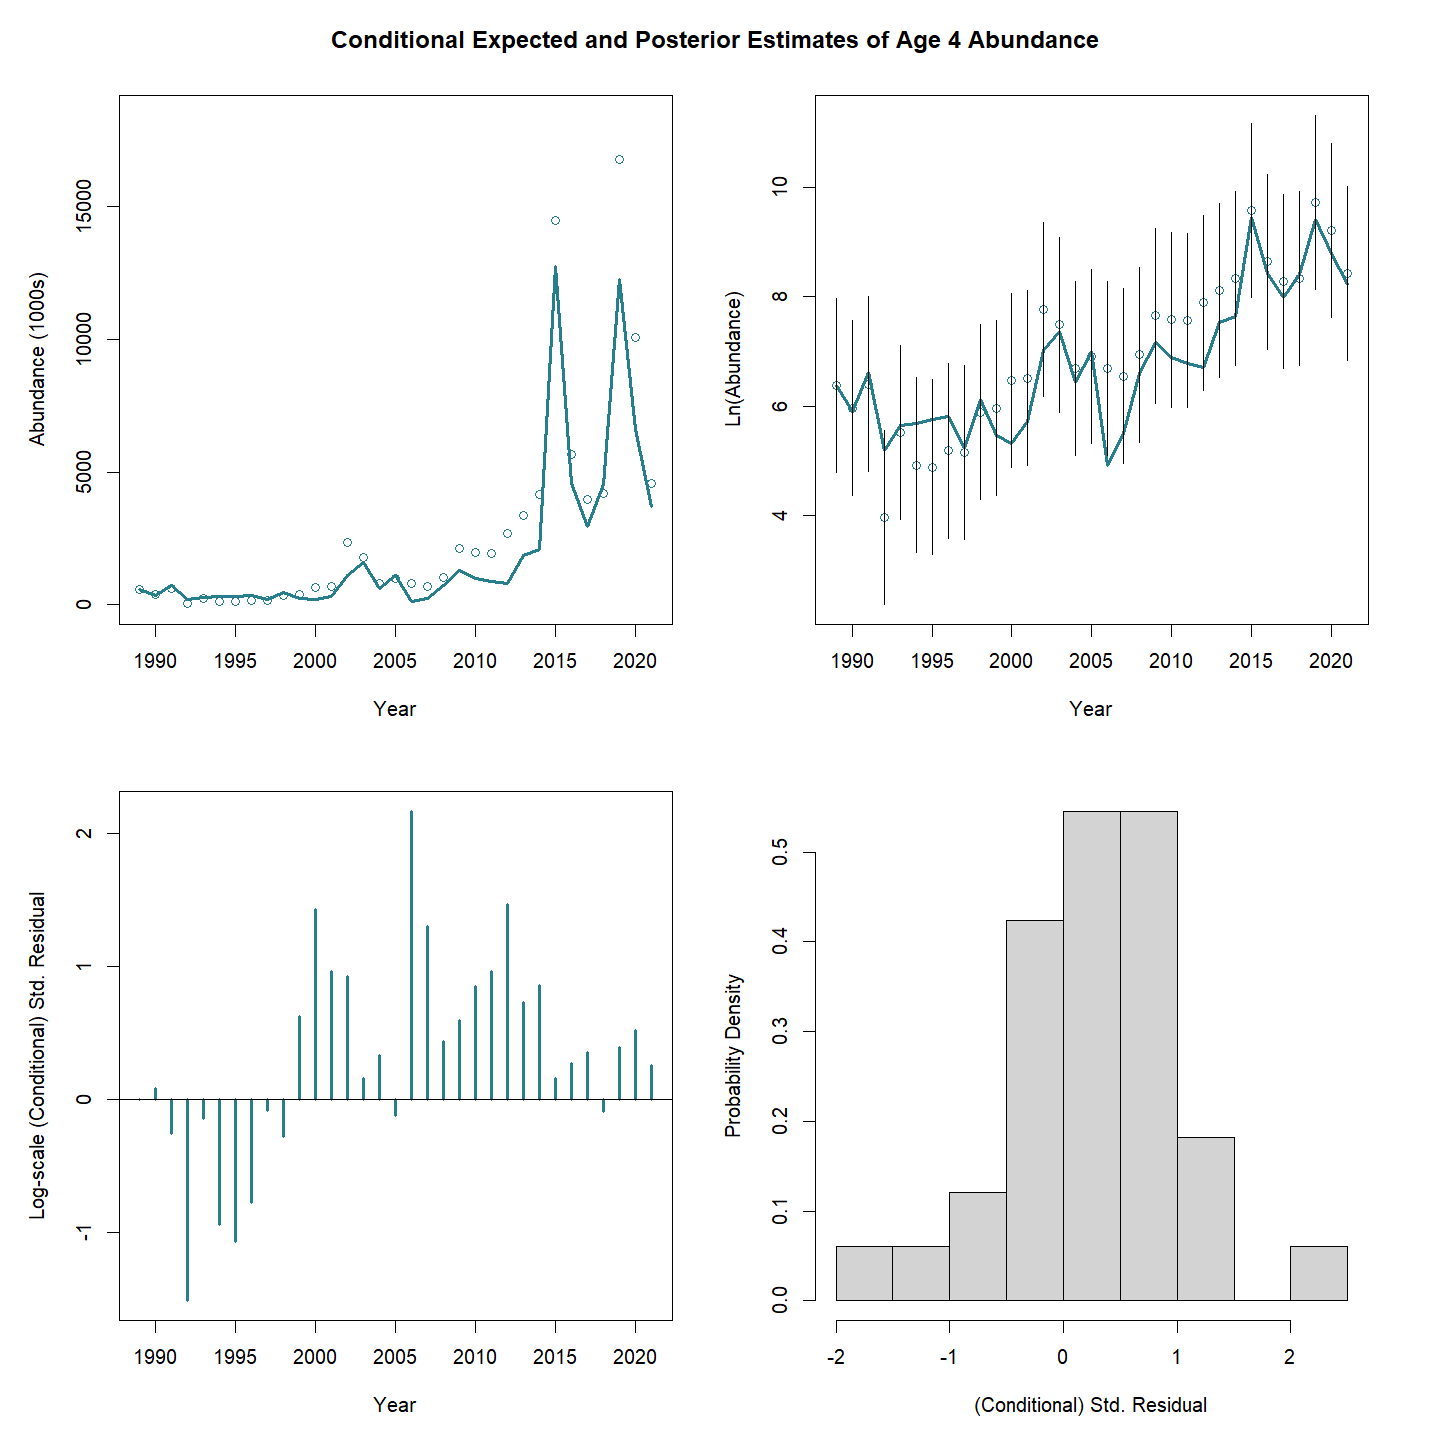 Conditional Expected and Posterior Estimates of Age 4 Abundance
Abundance (1000s)
0
5000
10000
15000
1990 1995 2000 2005 2010 2015 2020
Year
Ln(Abundance)
4
6
8
10
1990 1995 2000 2005 2010 2015 2020
Year
Log-scale (Conditional) Std. Residual
-1
0
1
2
1990 1995 2000 2005 2010 2015 2020
Year
Probability Density
0.0
0.1
0.2
0.3
0.4
0.5
-2 -1 0 1 2
(Conditional) Std. Residual